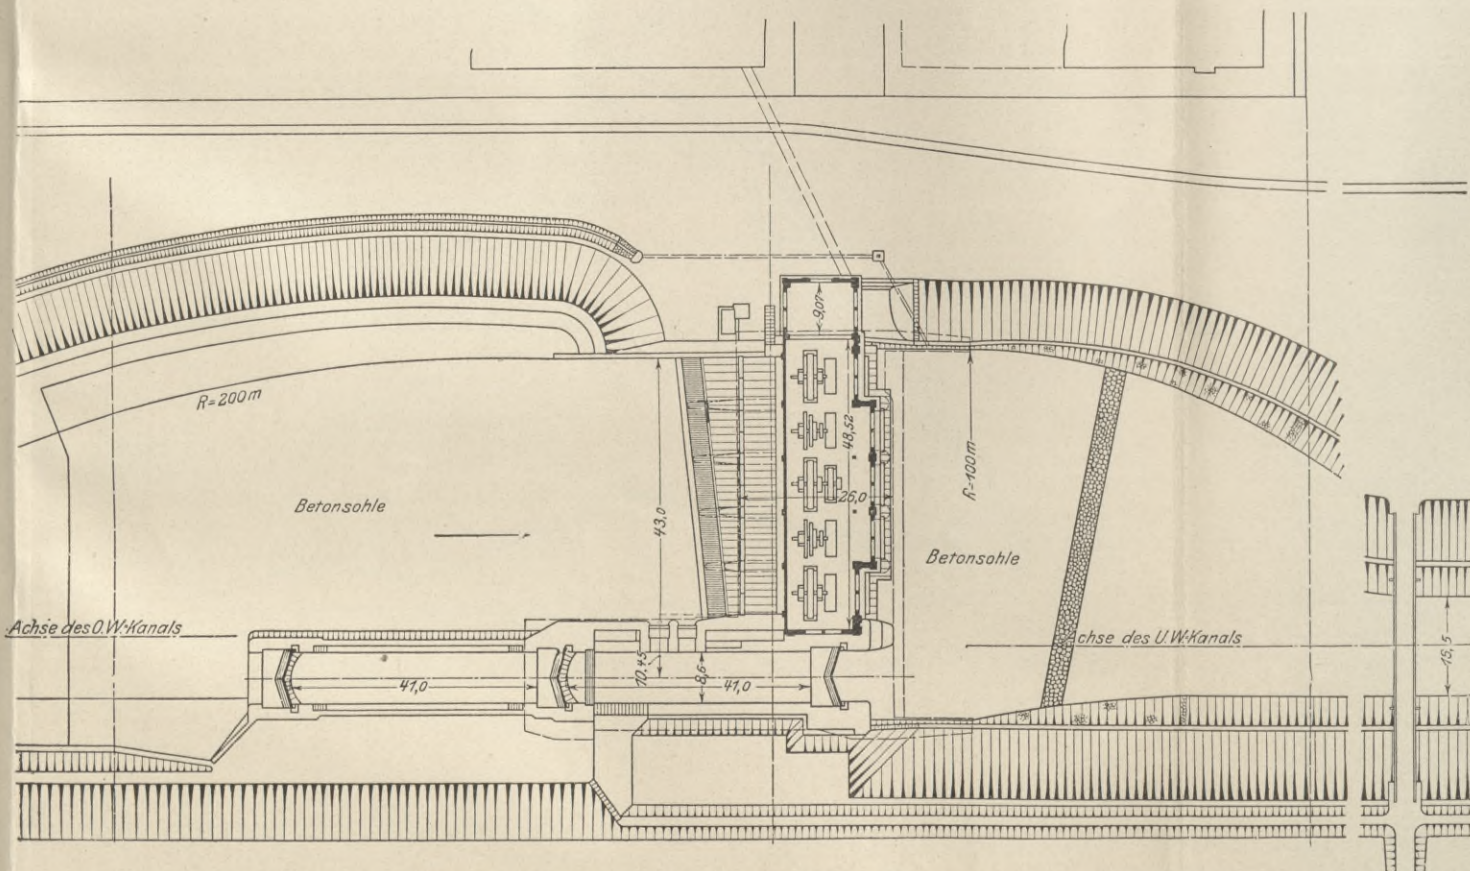 9,07
R=200m
48,52
26,0
R=100m
43,0
Betonsohle
Betonsohle
Achse des O.W.-Kanals
Achse des U.W.-Kanals
15,5
10,45
8,6
41,0
41,0